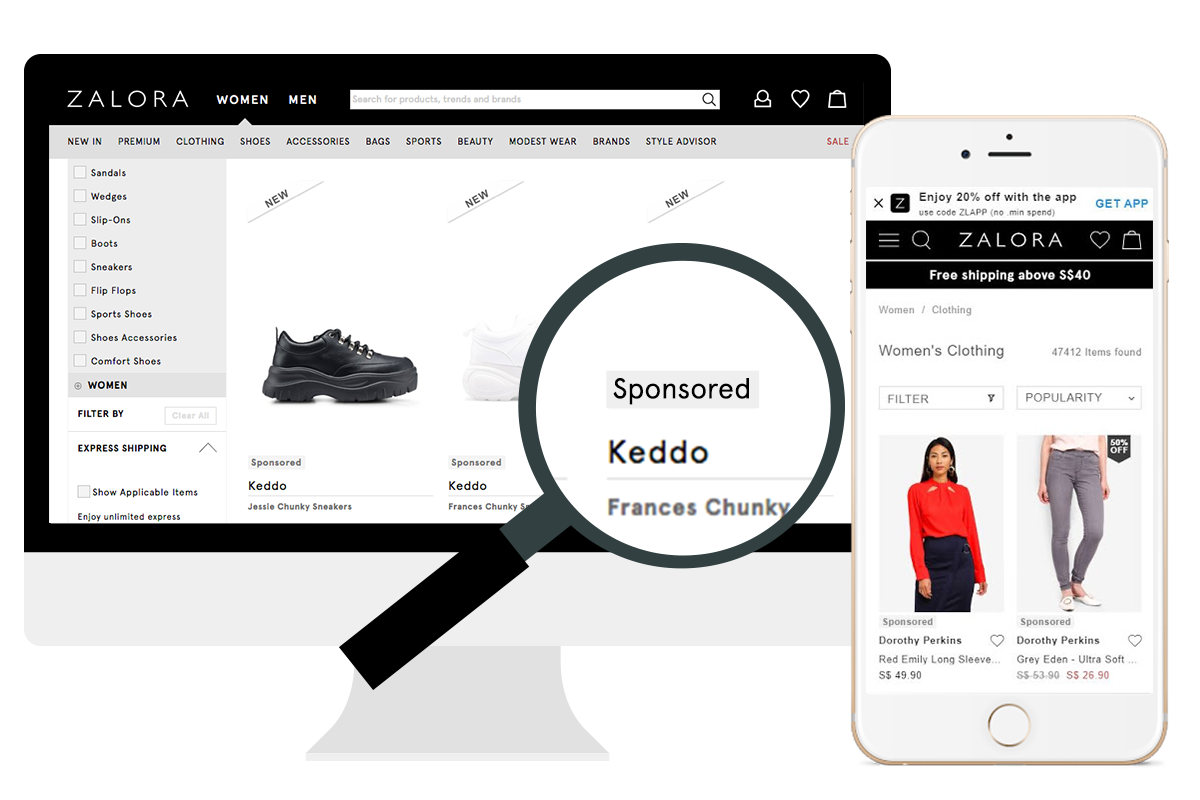 ZALORA
WOMEN MEN
Search for products, trends and brands
NEW IN PREMIUM CLOTHING SHOES ACCESSORIES BAGS SPORTS BEAUTY MODEST WEAR BRANDS STYLE ADVISOR SALE
Sandals
Wedges
Slip-Ons
Boots
Sneakers
Flip Flops
Sports Shoes
Shoes Accessories
Comfort Shoes
WOMEN
FILTER BY
Clear All
EXPRESS SHIPPING
Show Applicable Items
Enjoy unlimited express
NEW
NEW
NEW
Sponsored
Keddo
Jessie Chunky Sneakers
Sponsored
Keddo
Frances Chunky
Sponsored
Keddo
Frances Chunky
Z
Enjoy 20% off with the app
use code ZLAPP (no .min spend)
GET APP
ZALORA
Free shipping above S$40
Women / Clothing
Women's Clothing
47412 Items found
FILTER
POPULARITY
50%
OFF
Sponsored
Dorothy Perkins
Red Emily Long Sleeve...
S$ 49.90
Sponsored
Dorothy Perkins
Grey Eden - Ultra Soft ...
S$ 53.90 S$ 26.90